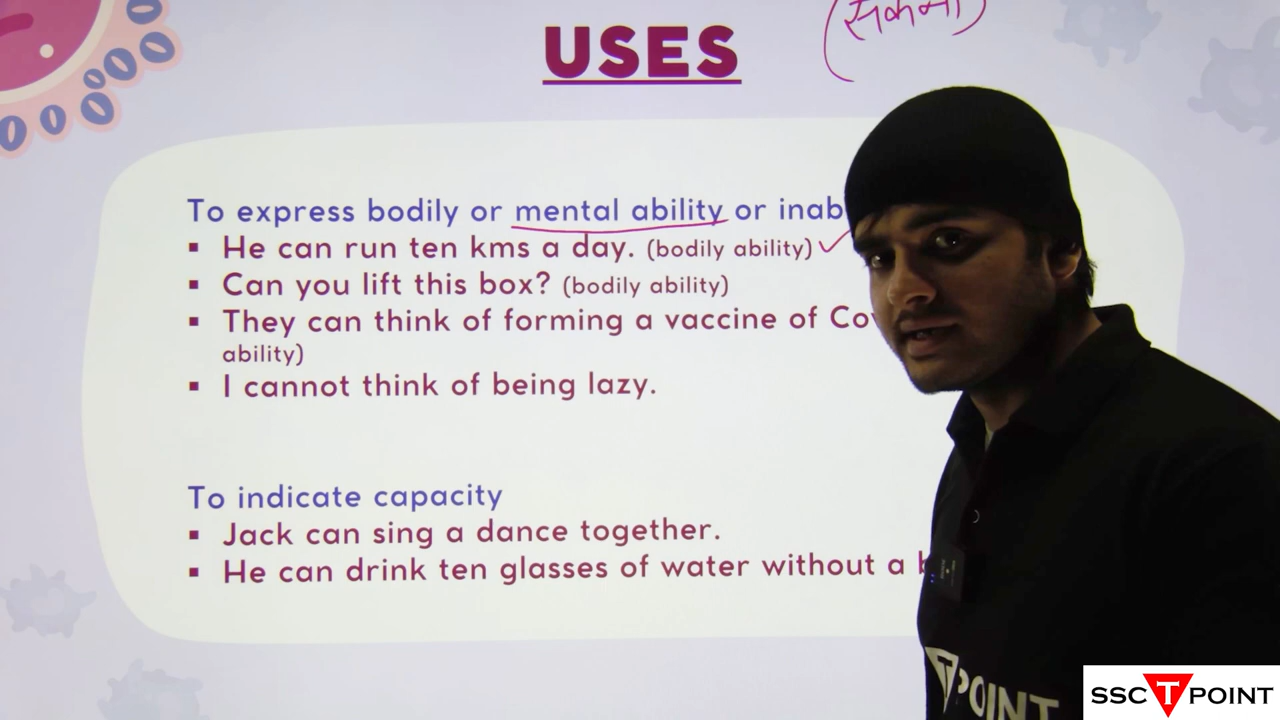 (सकना)
USES
To express bodily or mental ability or inab
▪ He can run ten kms a day. (bodily ability) ✓
▪ Can you lift this box? (bodily ability)
▪ They can think of forming a vaccine of Cov
ability)
▪ I cannot think of being lazy.
To indicate capacity
▪ Jack can sing a dance together.
▪ He can drink ten glasses of water without a b
POINT
SSC T POINT